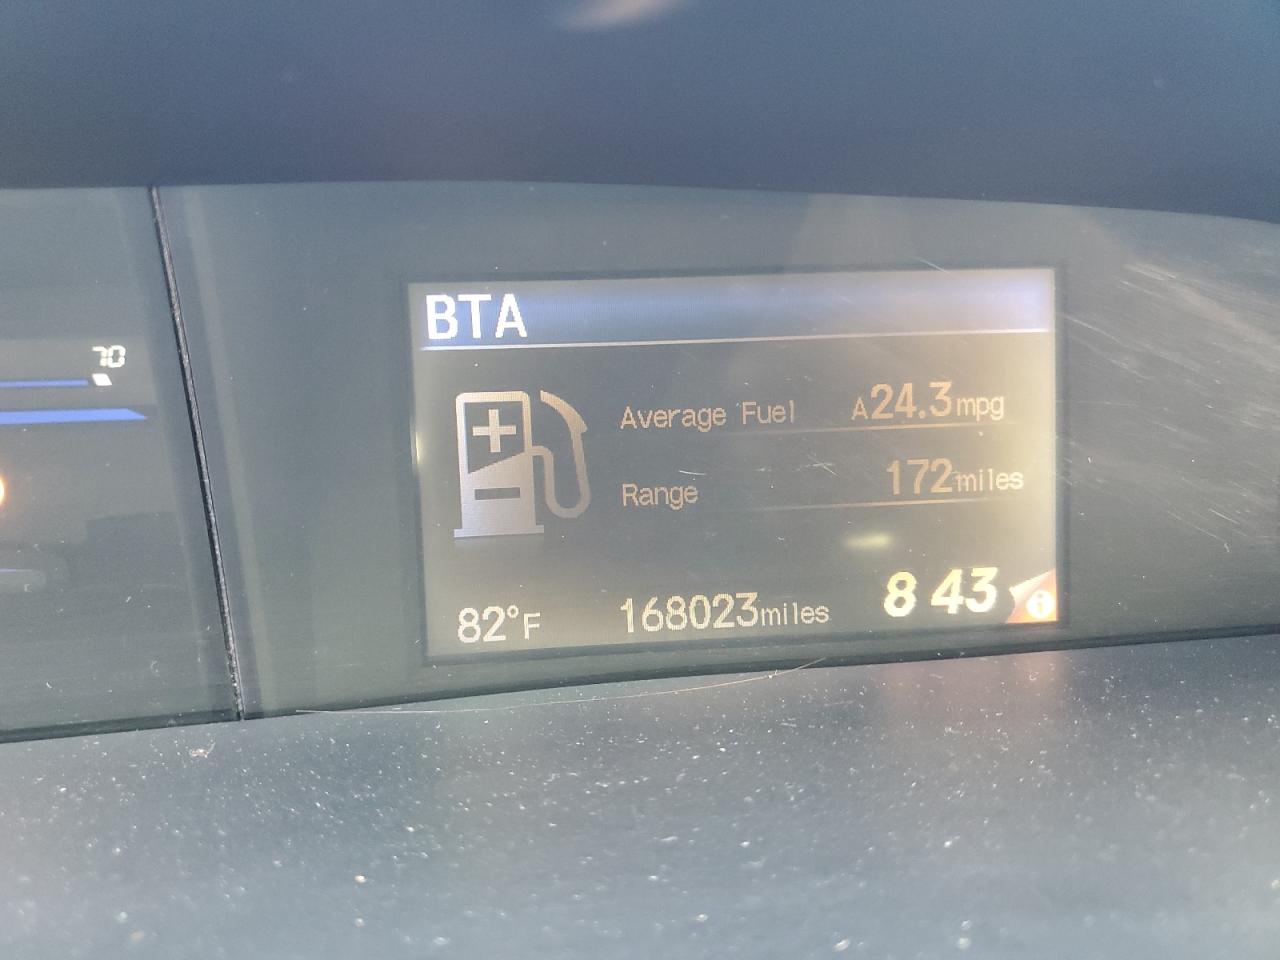 70
BTA
Average Fuel A24.3mpg
Range 172miles
82°F 168023miles 8 43 i